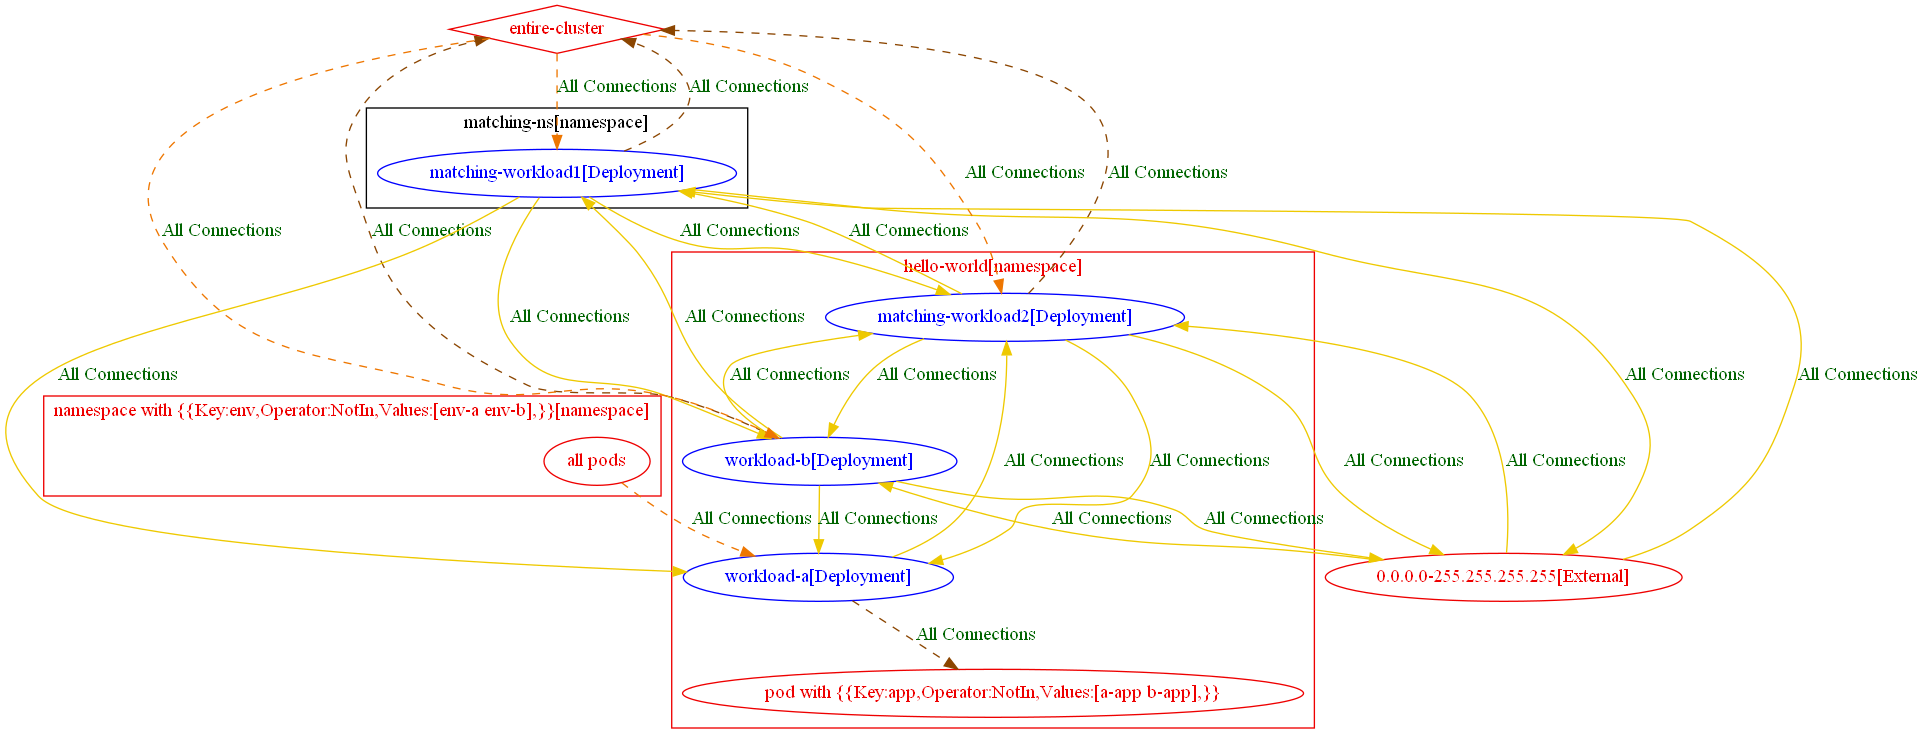 entire-cluster
All Connections
All Connections
matching-ns[namespace]
matching-workload1[Deployment]
All Connections
All Connections
All Connections
All Connections
All Connections
All Connections
hello-world[namespace]
All Connections
All Connections
matching-workload2[Deployment]
All Connections
All Connections
All Connections
All Connections
All Connections
namespace with {{Key:env,Operator:NotIn,Values:[env-a env-b],}}[namespace]
all pods
workload-b[Deployment]
All Connections
All Connections
All Connections
All Connections
All Connections
All Connections
All Connections
All Connections
workload-a[Deployment]
0.0.0.0-255.255.255.255[External]
All Connections
pod with {{Key:app,Operator:NotIn,Values:[a-app b-app],}}